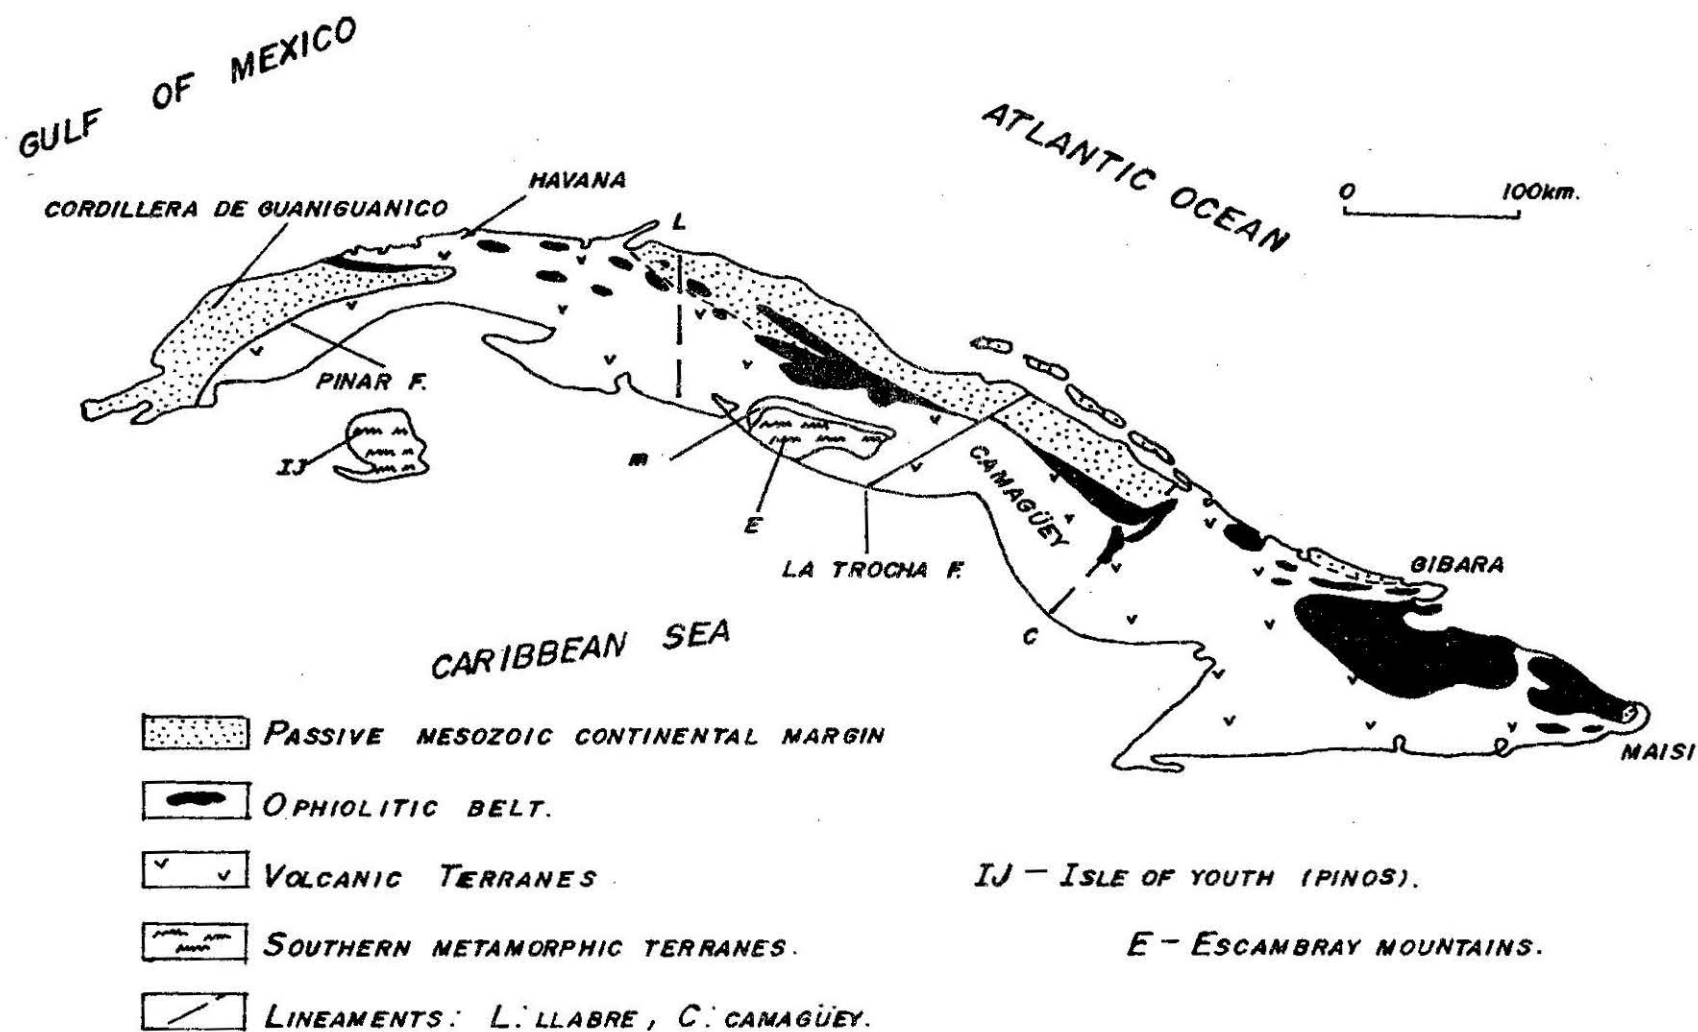 GULF OF MEXICO
ATLANTIC OCEAN
HAVANA
CORDILLERA DE GUANIGUANICO
L
0 100km.
PINAR F.
IJ
m
E
CAMAGÜEY
LA TROCHA F.
GIBARA
C
CARIBBEAN SEA
MAISI
PASSIVE MESOZOIC CONTINENTAL MARGIN
OPHIOLITIC BELT.
VOLCANIC TERRANES
IJ - ISLE OF YOUTH (PINOS).
SOUTHERN METAMORPHIC TERRANES.
E - ESCAMBRAY MOUNTAINS.
LINEAMENTS: L: LLABRE, C: CAMAGÜEY.